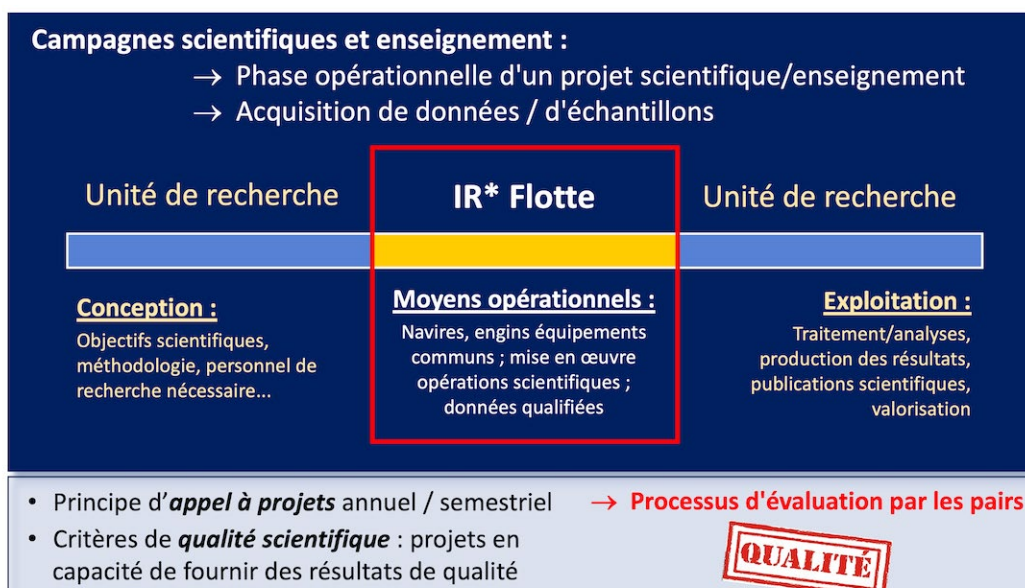 Campagnes scientifiques et enseignement :
→ Phase opérationnelle d'un projet scientifique/enseignement
→ Acquisition de données / d'échantillons
Unité de recherche
IR* Flotte
Unité de recherche
Conception :
Objectifs scientifiques,
méthodologie, personnel de
recherche nécessaire...
Moyens opérationnels :
Navires, engins équipements
communs ; mise en œuvre
opérations scientifiques ;
données qualifiées
Exploitation :
Traitement/analyses,
production des résultats,
publications scientifiques,
valorisation
• Principe d'appel à projets annuel / semestriel → Processus d'évaluation par les pairs
• Critères de qualité scientifique : projets en
capacité de fournir des résultats de qualité
QUALITÉ